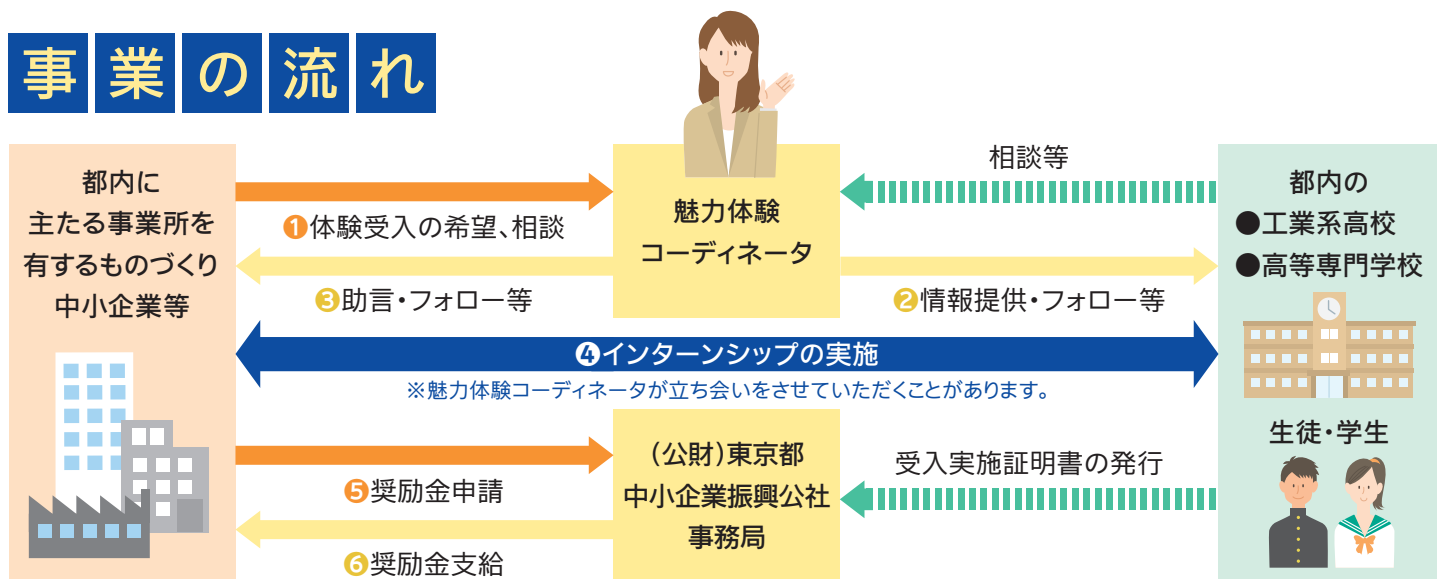 事業の流れ
都内に
主たる事業所を
有するものづくり
中小企業等
❶体験受入の希望、相談
❸助言・フォロー等
魅力体験
コーディネータ
相談等
❷情報提供・フォロー等
都内の
●工業系高校
●高等専門学校
❹インターンシップの実施
※魅力体験コーディネータが立ち会いをさせていただくことがあります。
生徒・学生
❺奨励金申請
❻奨励金支給
（公財）東京都
中小企業振興公社
事務局
受入実施証明書の発行